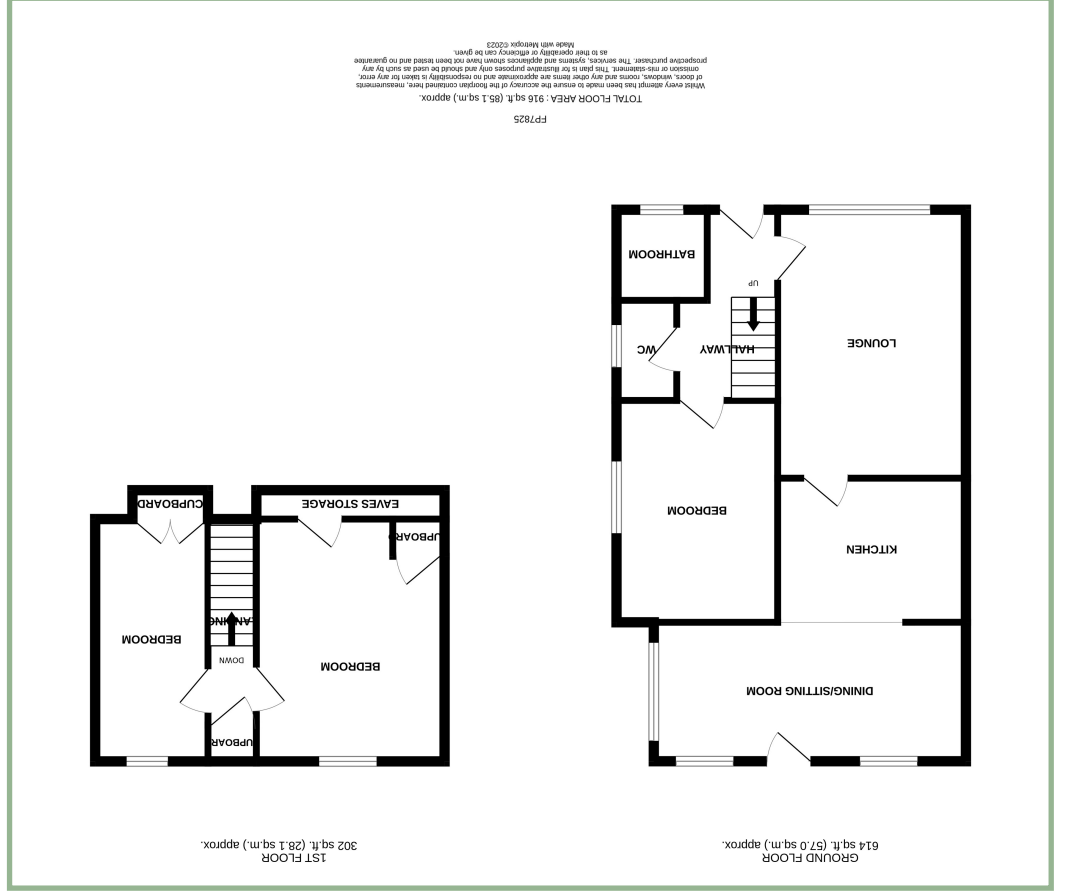 GROUND FLOOR
614 sq.ft. (57.0 sq.m.) approx.
DINING/SITTING ROOM
KITCHEN
BEDROOM
LOUNGE
HALLWAY
WC
UP
BATHROOM
1ST FLOOR
302 sq.ft. (28.1 sq.m.) approx.
UPBOAR
BEDROOM
DOWN
BEDROOM
LANDING
UPBOARD
EAVES STORAGE
CUPBOARD
FP7825
TOTAL FLOOR AREA : 916 sq.ft. (85.1 sq.m.) approx.
Whilst every attempt has been made to ensure the accuracy of the floorplan contained here, measurements
of doors, windows, rooms and any other items are approximate and no responsibility is taken for any error,
omission or mis-statement. This plan is for illustrative purposes only and should be used as such by any
prospective purchaser. The services, systems and appliances shown have not been tested and no guarantee
as to their operability or efficiency can be given.
Made with Metropix ©2023